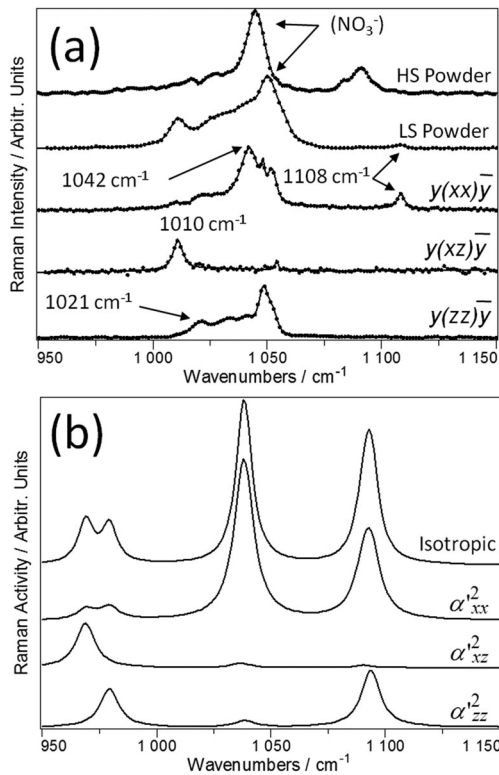 (a)
(NO₃⁻)
HS Powder
LS Powder
1042 cm⁻¹
1108 cm⁻¹
y(xx)y̅
1010 cm⁻¹
y(xz)y̅
1021 cm⁻¹
y(zz)y̅
Raman Intensity / Arbitr. Units
950 1 000 1 050 1 100 1 150
Wavenumbers / cm⁻¹
(b)
Isotropic
α'²xx
α'²xz
α'²zz
Raman Activity / Arbitr. Units
950 1 000 1 050 1 100 1 150
Wavenumbers / cm⁻¹